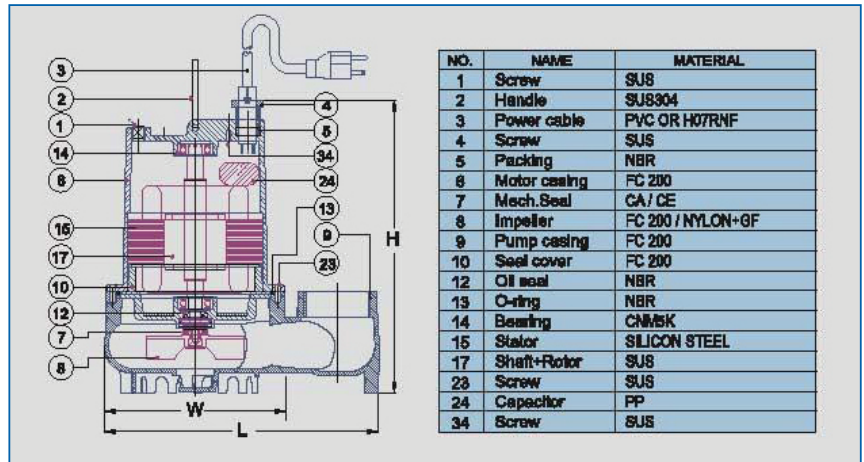 3
2
1
14
6
15
17
10
12
7
8
4
5
34
24
13
9
23
H
W
L
NO. NAME MATERIAL
1 Screw SUS
2 Handle SUS304
3 Power cable PVC OR H07RNF
4 Screw SUS
5 Packing NBR
6 Motor casing FC 200
7 Mech.Seal CA / CE
8 Impeller FC 200 / NYLON+GF
9 Pump casing FC 200
10 Seal cover FC 200
12 Oil seal NBR
13 O-ring NBR
14 Bearing CNM5K
15 Stator SILICON STEEL
17 Shaft+Rotor SUS
23 Screw SUS
24 Capacitor PP
34 Screw SUS